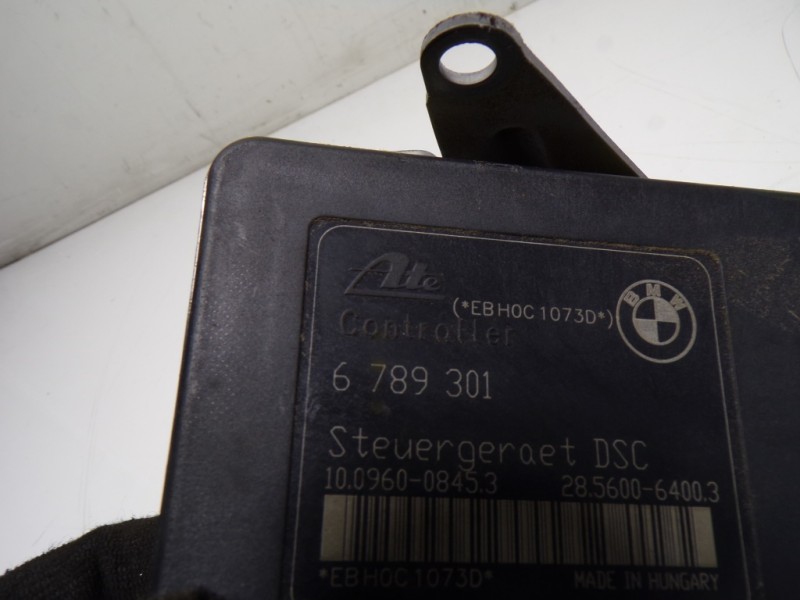 Ate
(*EBH0C1073D*)
BMW
Controller
6 789 301
Steuergeraet DSC
10.0960-0845.3 28.5600-6400.3
*EBH0C1073D* MADE IN HUNGARY